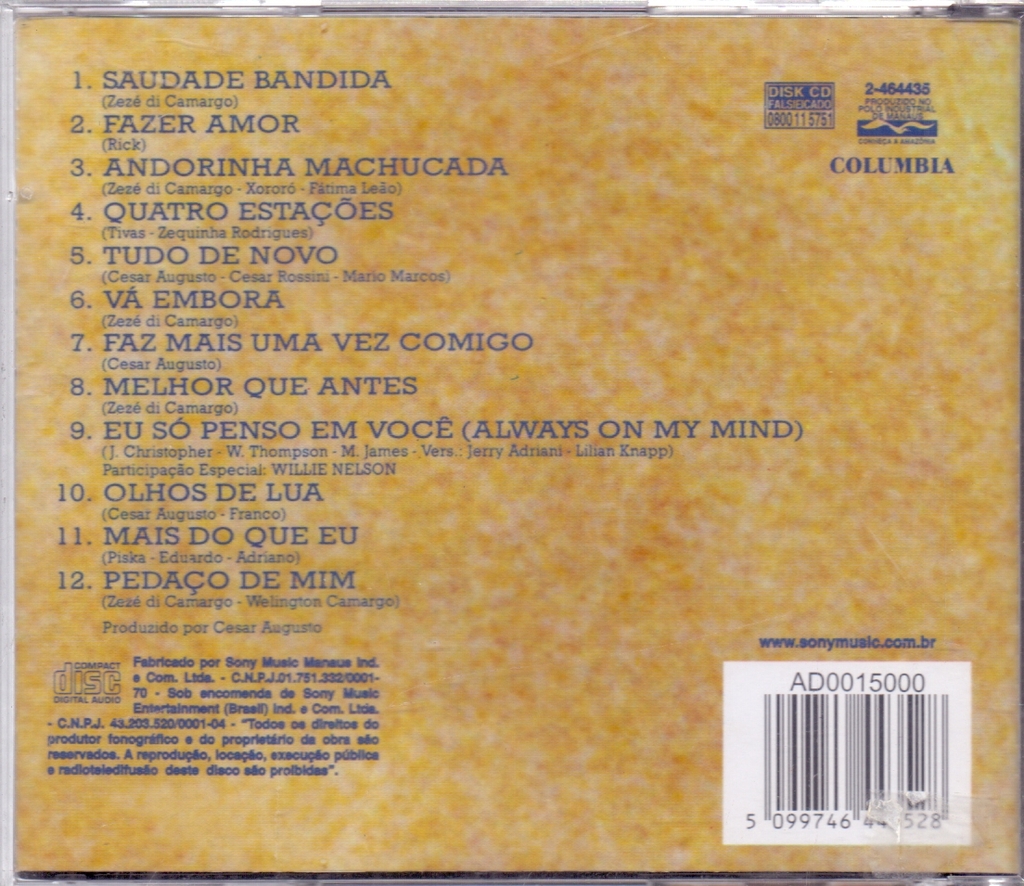 1. SAUDADE BANDIDA
(Zezé di Camargo)
2. FAZER AMOR
(Rick)
3. ANDORINHA MACHUCADA
(Zezé di Camargo - Xororó - Fátima Leão)
4. QUATRO ESTAÇÕES
(Tivas - Zequinha Rodrigues)
5. TUDO DE NOVO
(Cesar Augusto - Cesar Rossini - Mario Marcos)
6. VÁ EMBORA
(Zezé di Camargo)
7. FAZ MAIS UMA VEZ COMIGO
(Cesar Augusto)
8. MELHOR QUE ANTES
(Zezé di Camargo)
9. EU SÓ PENSO EM VOCÊ (ALWAYS ON MY MIND)
(J. Christopher - W. Thompson - M. James - Vers.: Jerry Adriani - Lilian Knapp)
Participação Especial: WILLIE NELSON
10. OLHOS DE LUA
(Cesar Augusto - Franco)
11. MAIS DO QUE EU
(Piska - Eduardo - Adriano)
12. PEDAÇO DE MIM
(Zezé di Camargo - Welington Camargo)
Produzido por Cesar Augusto
DISK CD
FALSIFICADO
0800115751
2-464435
PRODUZIDO NO
POLO INDUSTRIAL
DE MANAUS
CONHEÇA A AMAZÔNIA
COLUMBIA
COMPACT
disc
DIGITAL AUDIO
Fabricado por Sony Music Manaus Ind.
e Com. Ltda. - C.N.P.J.01.751.332/0001-
70 - Sob encomenda de Sony Music
Entertainment (Brasil) Ind. e Com. Ltda.
- C.N.P.J. 43.203.520/0001-04 - "Todos os direitos do
produtor fonográfico e do proprietário da obra são
reservados. A reprodução, locação, execução pública
e radioteledifusão deste disco são proibidas".
www.sonymusic.com.br
AD0015000
5 099746 44 528